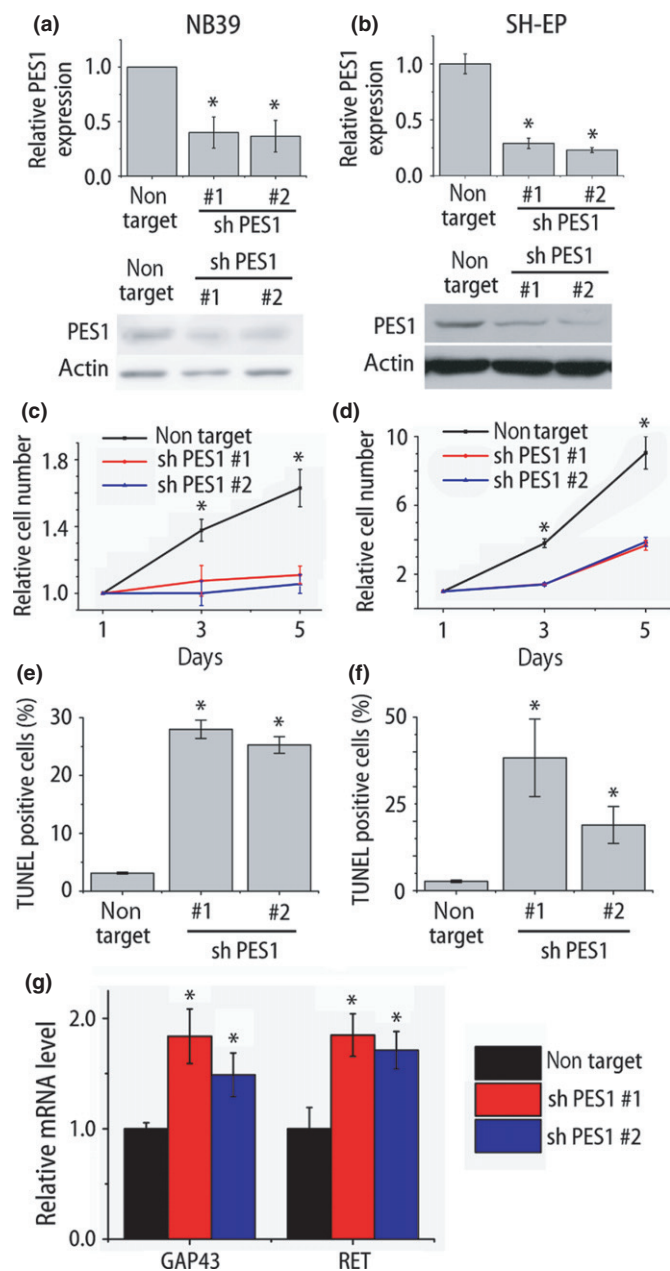 (a) NB39
Relative PES1
expression
1.0
0.5
0.0
*
*
Non
target
#1
#2
sh PES1
Non
target
sh PES1
#1
#2
PES1
Actin
(b) SH-EP
Relative PES1
expression
1.0
0.5
0.0
*
*
Non
target
#1
#2
sh PES1
Non
target
sh PES1
#1
#2
PES1
Actin
(c)
Relative cell number
1.8
1.4
1.0
Non target
sh PES1 #1
sh PES1 #2
*
*
1
3
5
Days
(d)
Relative cell number
10
6
2
Non target
sh PES1 #1
sh PES1 #2
*
*
1
3
5
Days
(e)
TUNEL positive cells (%)
30
20
10
0
*
*
Non
target
#1
#2
sh PES1
(f)
TUNEL positive cells (%)
50
25
0
*
*
Non
target
#1
#2
sh PES1
(g)
Relative mRNA level
2.0
1.0
0.0
*
*
*
*
GAP43
RET
Non target
sh PES1 #1
sh PES1 #2